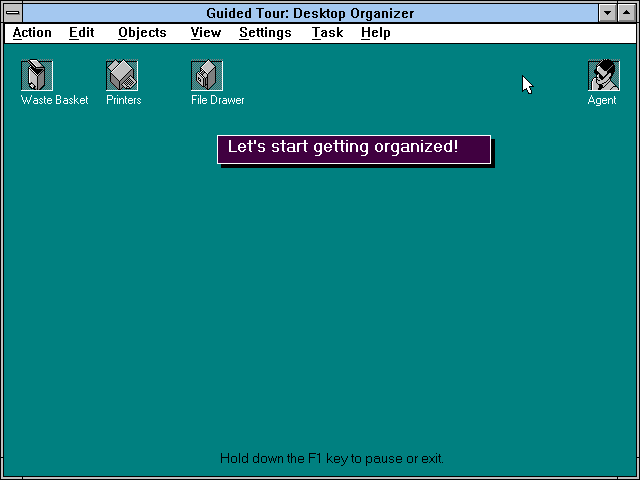 Guided Tour: Desktop Organizer
Action Edit Objects View Settings Task Help
Waste Basket Printers File Drawer Agent
Let's start getting organized!
Hold down the F1 key to pause or exit.